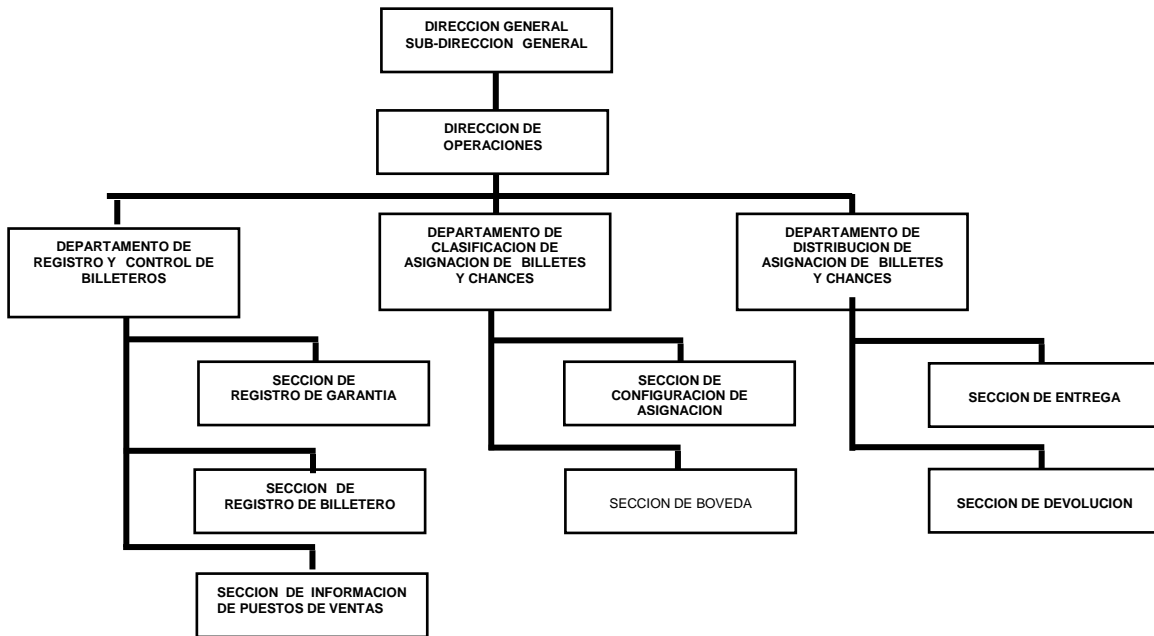 DIRECCION GENERAL
SUB-DIRECCION GENERAL
DIRECCION DE
OPERACIONES
DEPARTAMENTO DE
REGISTRO Y CONTROL DE
BILLETEROS
DEPARTAMENTO DE
CLASIFICACION DE
ASIGNACION DE BILLETES
Y CHANCES
DEPARTAMENTO DE
DISTRIBUCION DE
ASIGNACION DE BILLETES
Y CHANCES
SECCION DE
REGISTRO DE GARANTIA
SECCION DE
CONFIGURACION DE
ASIGNACION
SECCION DE ENTREGA
SECCION DE
REGISTRO DE BILLETERO
SECCION DE BOVEDA
SECCION DE DEVOLUCION
SECCION DE INFORMACION
DE PUESTOS DE VENTAS